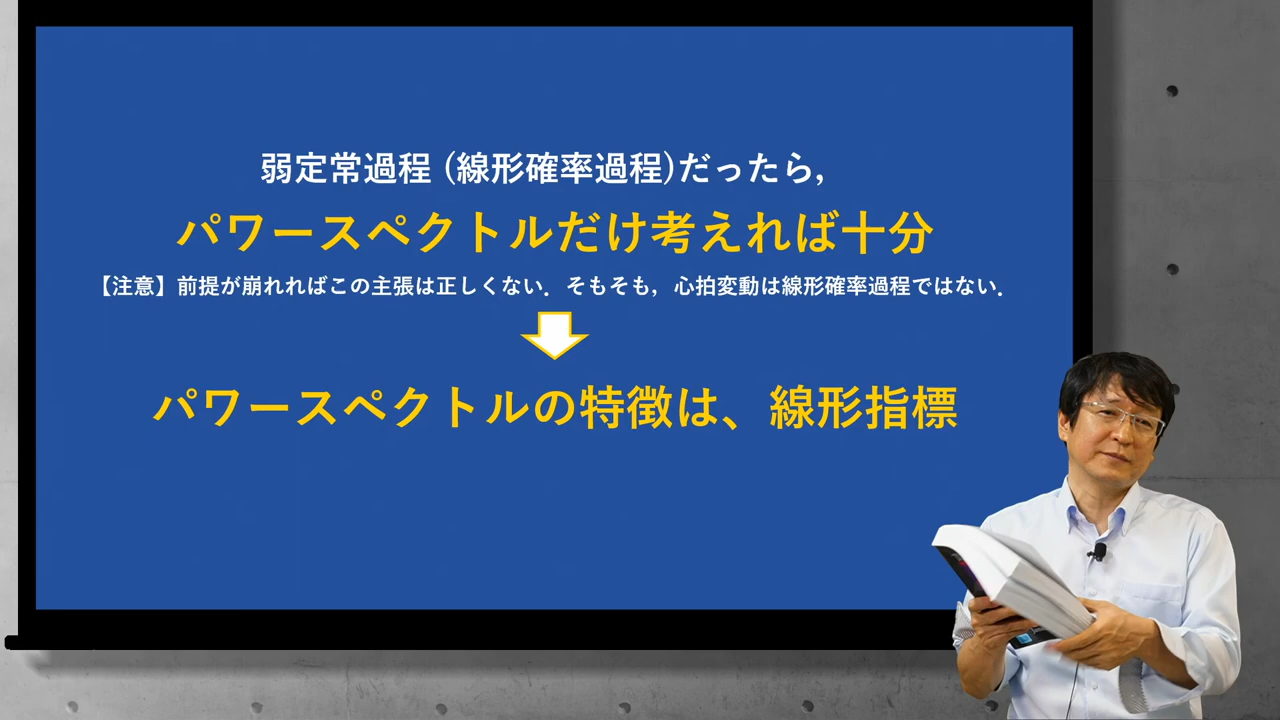 弱定常過程 (線形確率過程)だったら,
パワースペクトルだけ考えれば十分
【注意】前提が崩れればこの主張は正しくない．そもそも，心拍変動は線形確率過程ではない．
パワースペクトルの特徴は、線形指標